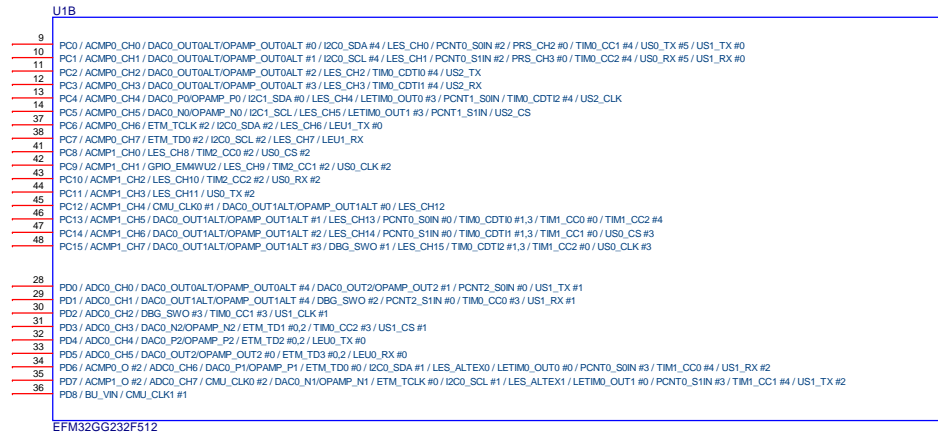 U1B
9 PC0 / ACMP0_CH0 / DAC0_OUT0ALT/OPAMP_OUT0ALT #0 / I2C0_SDA #4 / LES_CH0 / PCNT0_S0IN #2 / PRS_CH2 #0 / TIM0_CC1 #4 / US0_TX #5 / US1_TX #0
10 PC1 / ACMP0_CH1 / DAC0_OUT0ALT/OPAMP_OUT0ALT #1 / I2C0_SCL #4 / LES_CH1 / PCNT0_S1IN #2 / PRS_CH3 #0 / TIM0_CC2 #4 / US0_RX #5 / US1_RX #0
11 PC2 / ACMP0_CH2 / DAC0_OUT0ALT/OPAMP_OUT0ALT #2 / LES_CH2 / TIM0_CDTI0 #4 / US2_TX
12 PC3 / ACMP0_CH3 / DAC0_OUT0ALT/OPAMP_OUT0ALT #3 / LES_CH3 / TIM0_CDTI1 #4 / US2_RX
13 PC4 / ACMP0_CH4 / DAC0_P0/OPAMP_P0 / I2C1_SDA #0 / LES_CH4 / LETIM0_OUT0 #3 / PCNT1_S0IN / TIM0_CDTI2 #4 / US2_CLK
14 PC5 / ACMP0_CH5 / DAC0_N0/OPAMP_N0 / I2C1_SCL / LES_CH5 / LETIM0_OUT1 #3 / PCNT1_S1IN / US2_CS
37 PC6 / ACMP0_CH6 / ETM_TCLK #2 / I2C0_SDA #2 / LES_CH6 / LEU1_TX #0
38 PC7 / ACMP0_CH7 / ETM_TD0 #2 / I2C0_SCL #2 / LES_CH7 / LEU1_RX
41 PC8 / ACMP1_CH0 / LES_CH8 / TIM2_CC0 #2 / US0_CS #2
42 PC9 / ACMP1_CH1 / GPIO_EM4WU2 / LES_CH9 / TIM2_CC1 #2 / US0_CLK #2
43 PC10 / ACMP1_CH2 / LES_CH10 / TIM2_CC2 #2 / US0_RX #2
44 PC11 / ACMP1_CH3 / LES_CH11 / US0_TX #2
45 PC12 / ACMP1_CH4 / CMU_CLK0 #1 / DAC0_OUT1ALT/OPAMP_OUT1ALT #0 / LES_CH12
46 PC13 / ACMP1_CH5 / DAC0_OUT1ALT/OPAMP_OUT1ALT #1 / LES_CH13 / PCNT0_S0IN #0 / TIM0_CDTI0 #1,3 / TIM1_CC0 #0 / TIM1_CC2 #4
47 PC14 / ACMP1_CH6 / DAC0_OUT1ALT/OPAMP_OUT1ALT #2 / LES_CH14 / PCNT0_S1IN #0 / TIM0_CDTI1 #1,3 / TIM1_CC1 #0 / US0_CS #3
48 PC15 / ACMP1_CH7 / DAC0_OUT1ALT/OPAMP_OUT1ALT #3 / DBG_SWO #1 / LES_CH15 / TIM0_CDTI2 #1,3 / TIM1_CC2 #0 / US0_CLK #3
28 PD0 / ADC0_CH0 / DAC0_OUT0ALT/OPAMP_OUT0ALT #4 / DAC0_OUT2/OPAMP_OUT2 #1 / PCNT2_S0IN #0 / US1_TX #1
29 PD1 / ADC0_CH1 / DAC0_OUT1ALT/OPAMP_OUT1ALT #4 / DBG_SWO #2 / PCNT2_S1IN #0 / TIM0_CC0 #3 / US1_RX #1
30 PD2 / ADC0_CH2 / DBG_SWO #3 / TIM0_CC1 #3 / US1_CLK #1
31 PD3 / ADC0_CH3 / DAC0_N2/OPAMP_N2 / ETM_TD1 #0,2 / TIM0_CC2 #3 / US1_CS #1
32 PD4 / ADC0_CH4 / DAC0_P2/OPAMP_P2 / ETM_TD2 #0,2 / LEU0_TX #0
33 PD5 / ADC0_CH5 / DAC0_OUT2/OPAMP_OUT2 #0 / ETM_TD3 #0,2 / LEU0_RX #0
34 PD6 / ACMP0_O #2 / ADC0_CH6 / DAC0_P1/OPAMP_P1 / ETM_TD0 #0 / I2C0_SDA #1 / LES_ALTEX0 / LETIM0_OUT0 #0 / PCNT0_S0IN #3 / TIM1_CC0 #4 / US1_RX #2
35 PD7 / ACMP1_O #2 / ADC0_CH7 / CMU_CLK0 #2 / DAC0_N1/OPAMP_N1 / ETM_TCLK #0 / I2C0_SCL #1 / LES_ALTEX1 / LETIM0_OUT1 #0 / PCNT0_S1IN #3 / TIM1_CC1 #4 / US1_TX #2
36 PD8 / BU_VIN / CMU_CLK1 #1
EFM32GG232F512